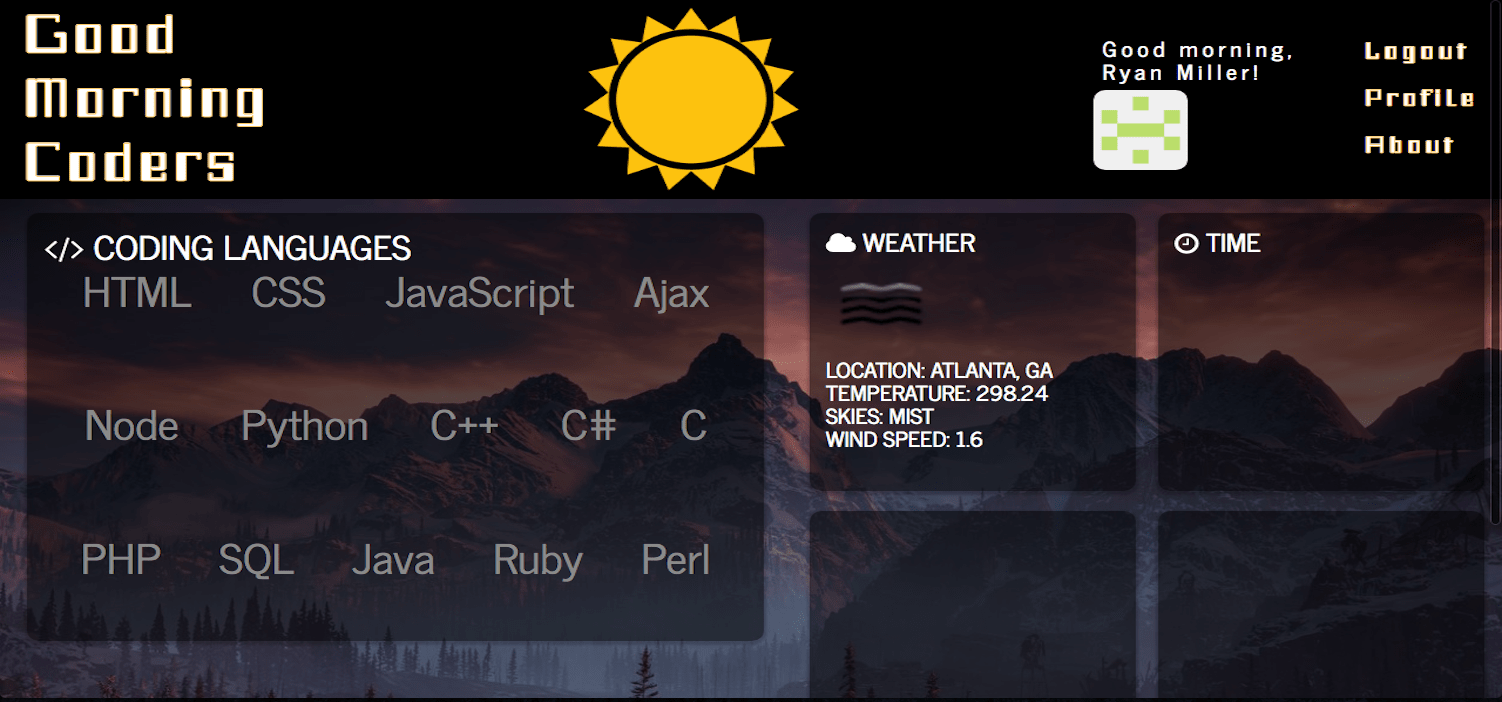 Good
Morning
Coders
Good morning,
Ryan Miller!
Logout
Profile
About
</> CODING LANGUAGES
HTML CSS JavaScript Ajax
Node Python C++ C# C
PHP SQL Java Ruby Perl
WEATHER
LOCATION: ATLANTA, GA
TEMPERATURE: 298.24
SKIES: MIST
WIND SPEED: 1.6
TIME